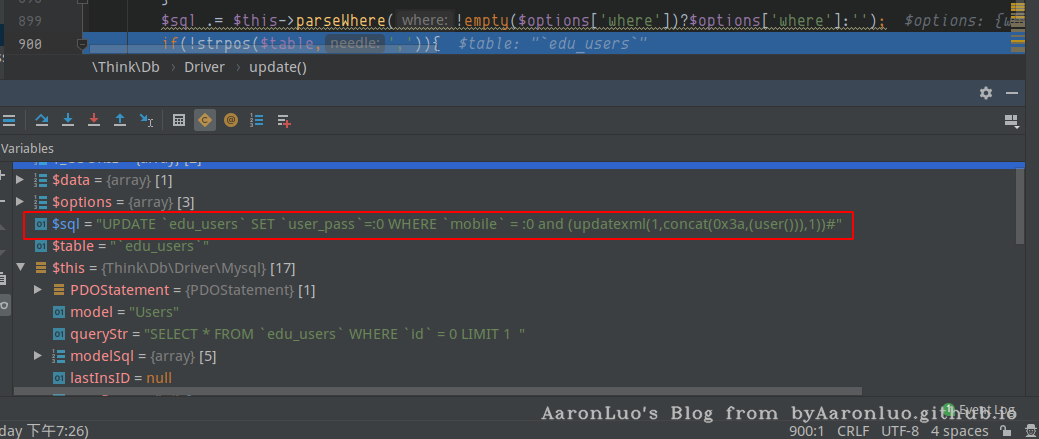 899 $sql .= $this->parseWhere( where: !empty($options['where'])?$options['where']:''); $options: {w
900 if(!strpos($table, needle: ',')){ $table: "`edu_users`"
\Think\Db › Driver › update()
Variables
$data = {array} [1]
$options = {array} [3]
$sql = "UPDATE `edu_users` SET `user_pass`=:0 WHERE `mobile` = :0 and (updatexml(1,concat(0x3a,(user())),1))#"
$table = "`edu_users`"
$this = {Think\Db\Driver\Mysql} [17]
PDOStatement = {PDOStatement} [1]
model = "Users"
queryStr = "SELECT * FROM `edu_users` WHERE `id` = 0 LIMIT 1  "
modelSql = {array} [5]
lastInsID = null
1 Event Log
AaronLuo's Blog from byAaronluo.github.io
day 下午7:26)
900:1 CRLF UTF-8 4 spaces